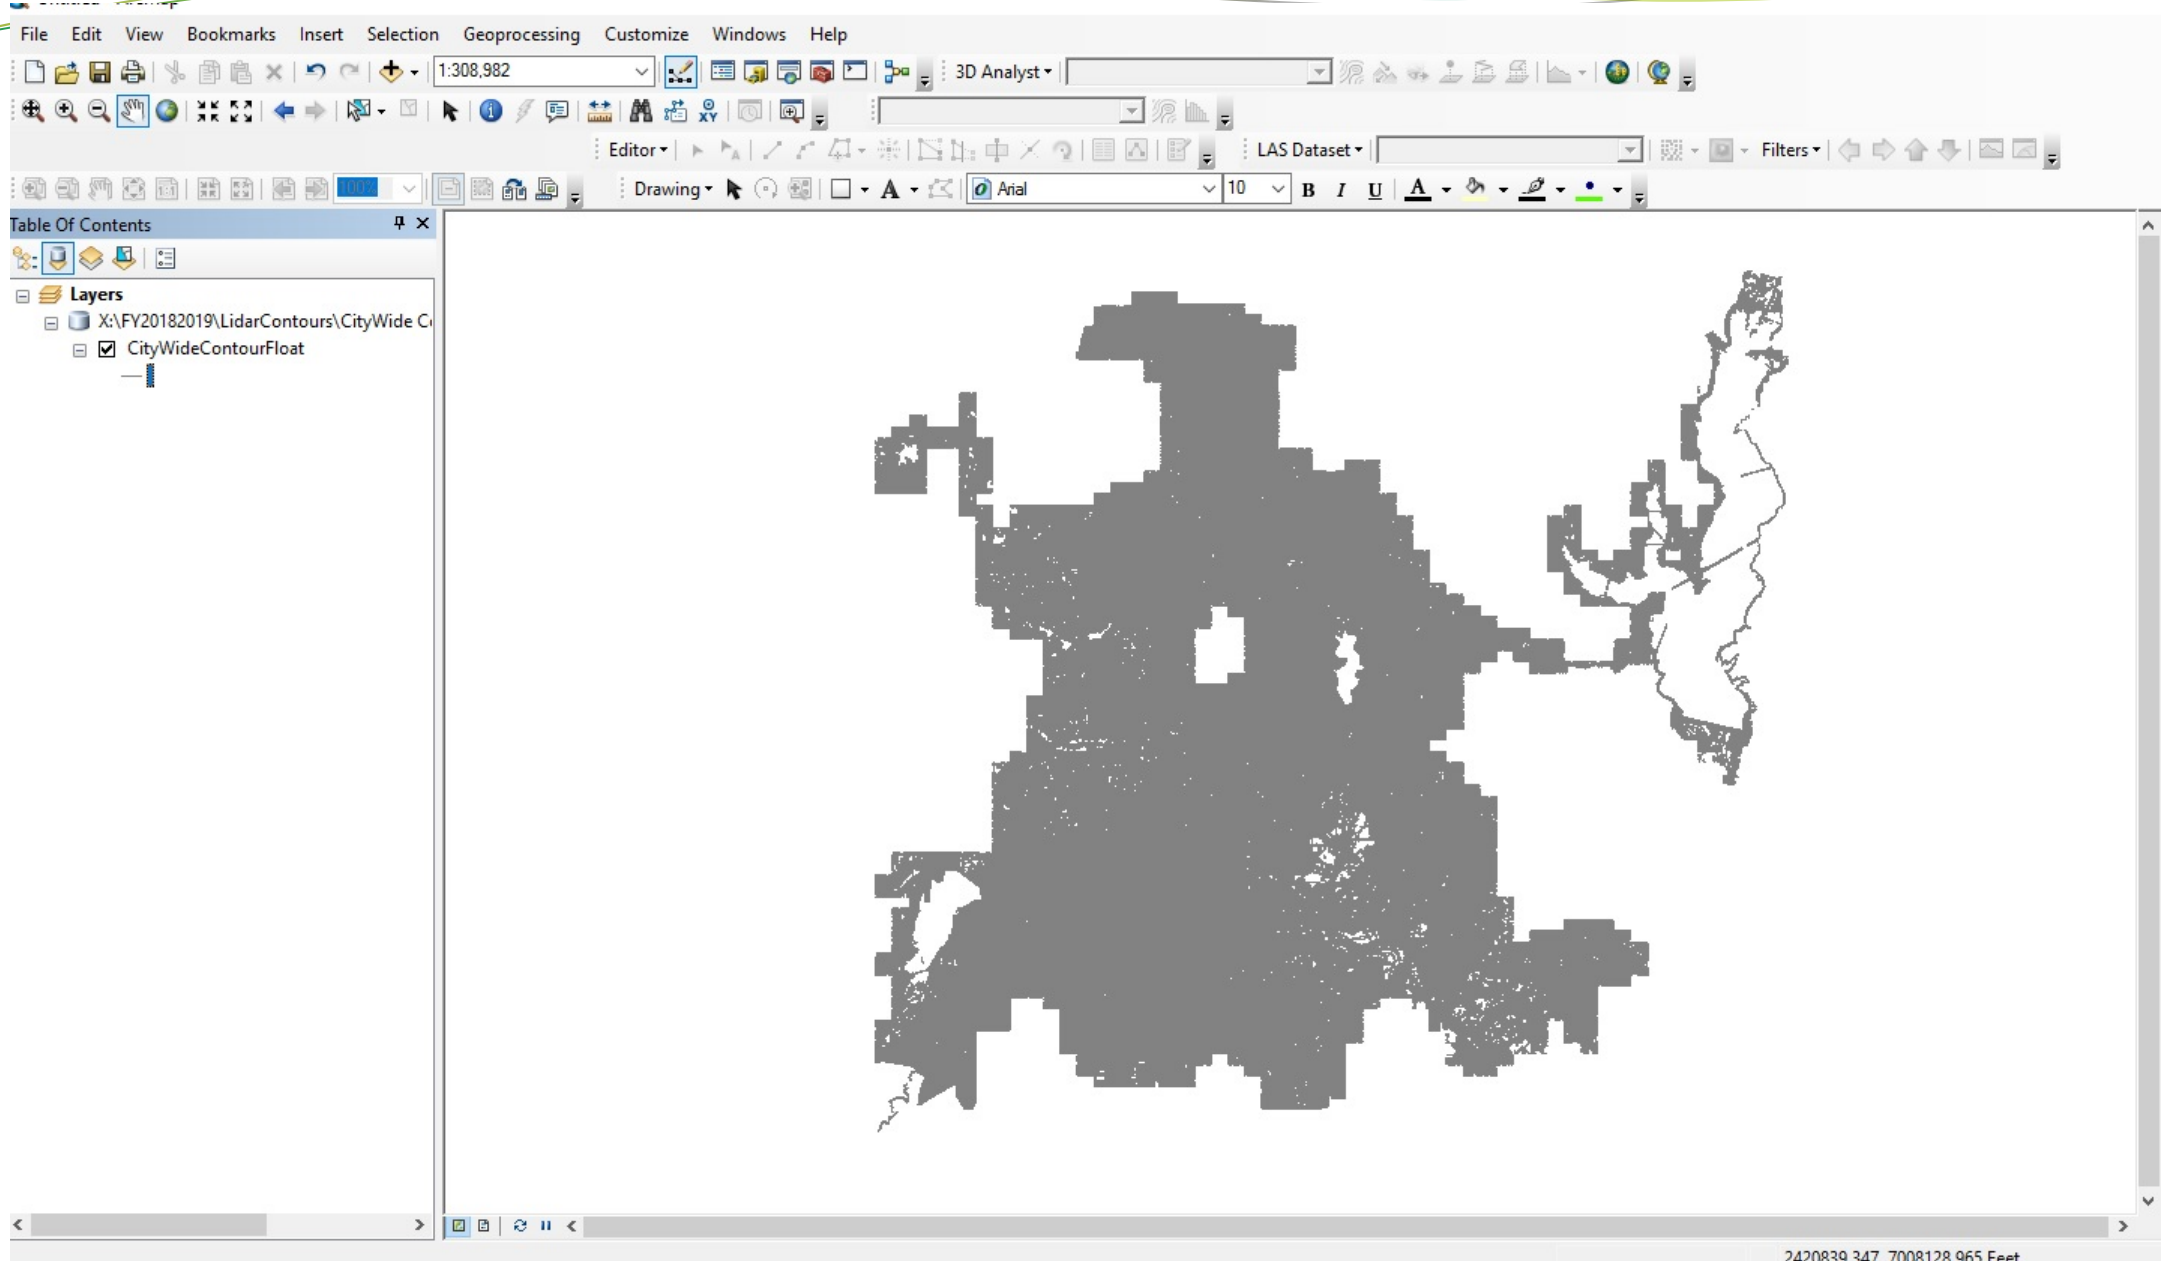 File Edit View Bookmarks Insert Selection Geoprocessing Customize Windows Help
1:308,982 3D Analyst
Editor LAS Dataset Filters
100% Drawing A Arial 10 B I U A
Table Of Contents
Layers
X:\FY20182019\LidarContours\CityWide C
CityWideContourFloat
2420839.347 7008128.965 Feet